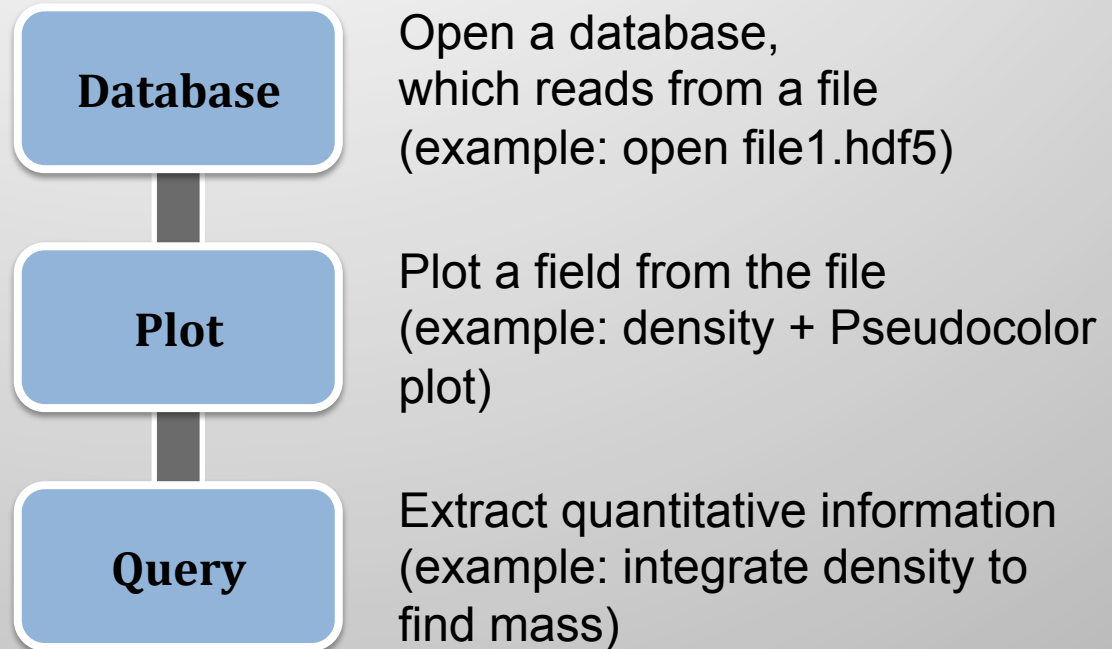 Database
Open a database,
which reads from a file
(example: open file1.hdf5)
Plot
Plot a field from the file
(example: density + Pseudocolor
plot)
Query
Extract quantitative information
(example: integrate density to
find mass)